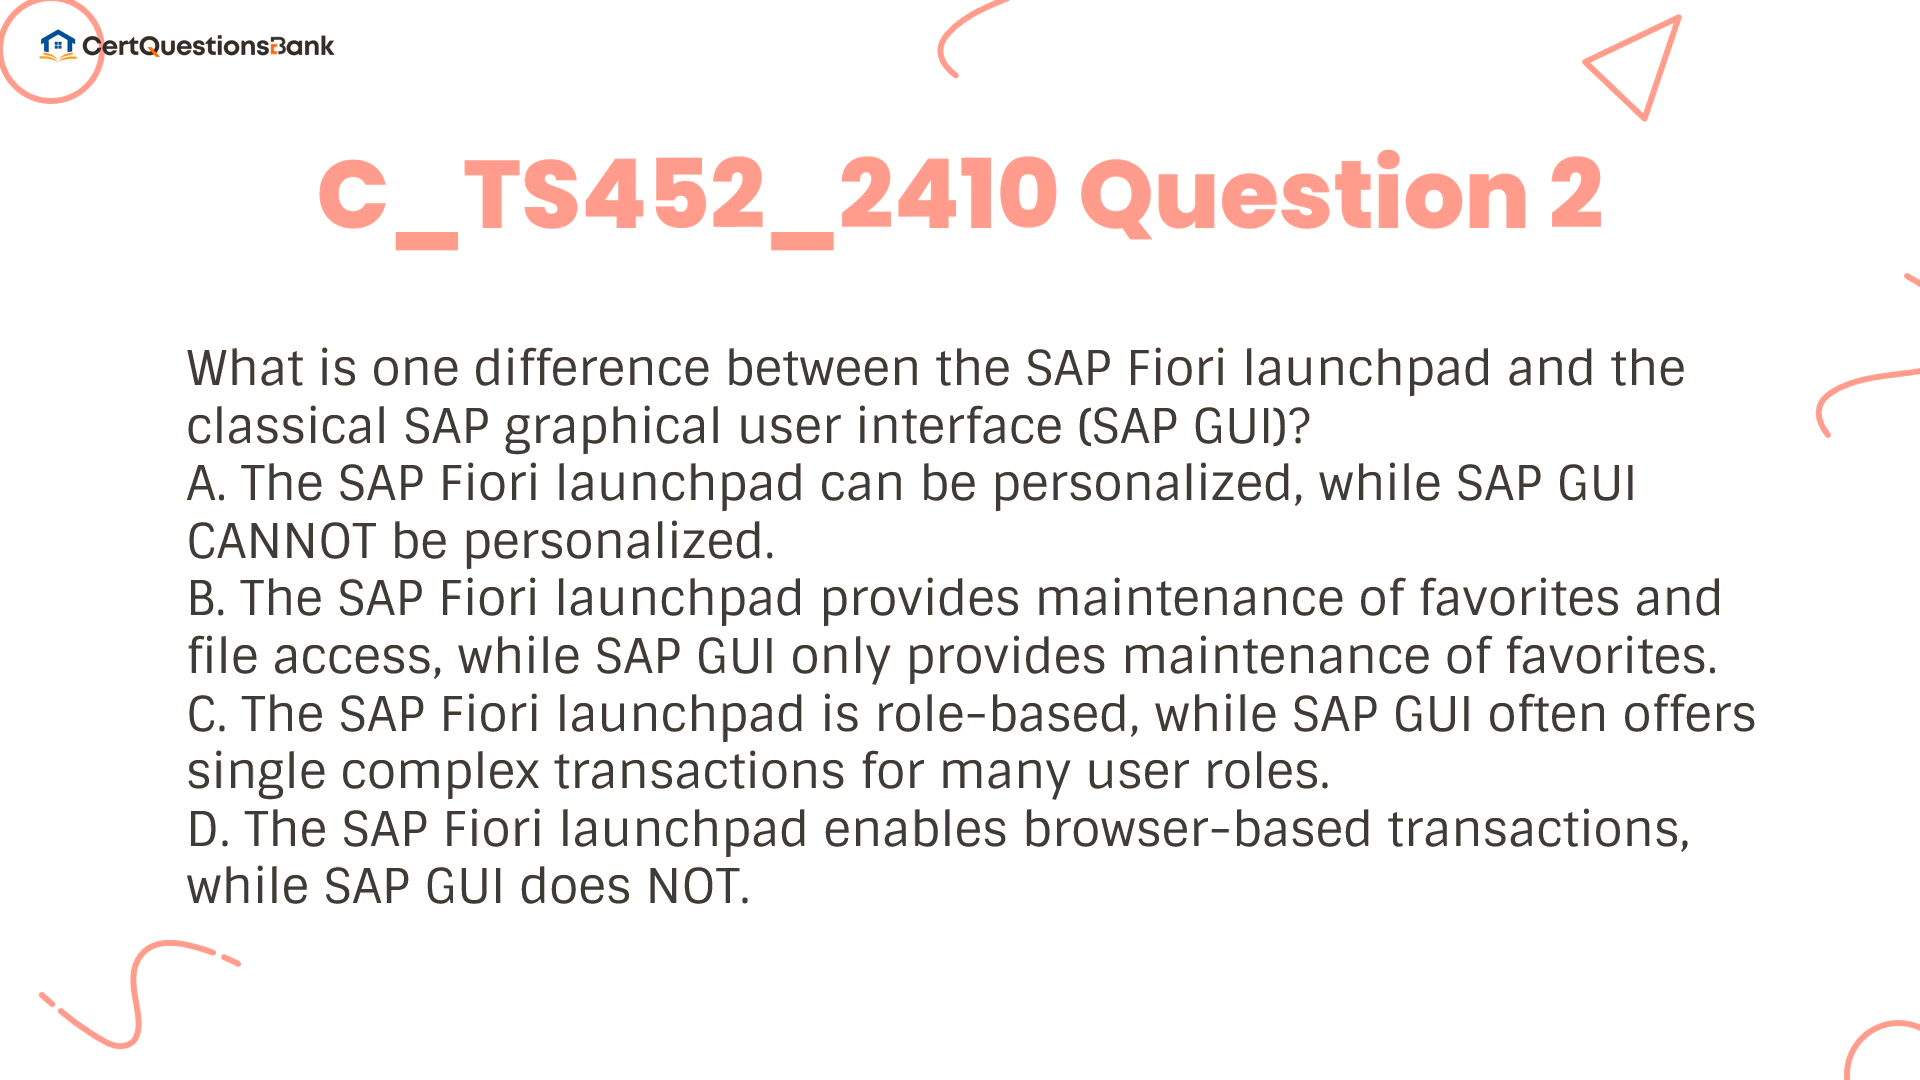 CertQuestionsBank
C_TS452_2410 Question 2
What is one difference between the SAP Fiori launchpad and the
classical SAP graphical user interface (SAP GUI)?
A. The SAP Fiori launchpad can be personalized, while SAP GUI
CANNOT be personalized.
B. The SAP Fiori launchpad provides maintenance of favorites and
file access, while SAP GUI only provides maintenance of favorites.
C. The SAP Fiori launchpad is role-based, while SAP GUI often offers
single complex transactions for many user roles.
D. The SAP Fiori launchpad enables browser-based transactions,
while SAP GUI does NOT.